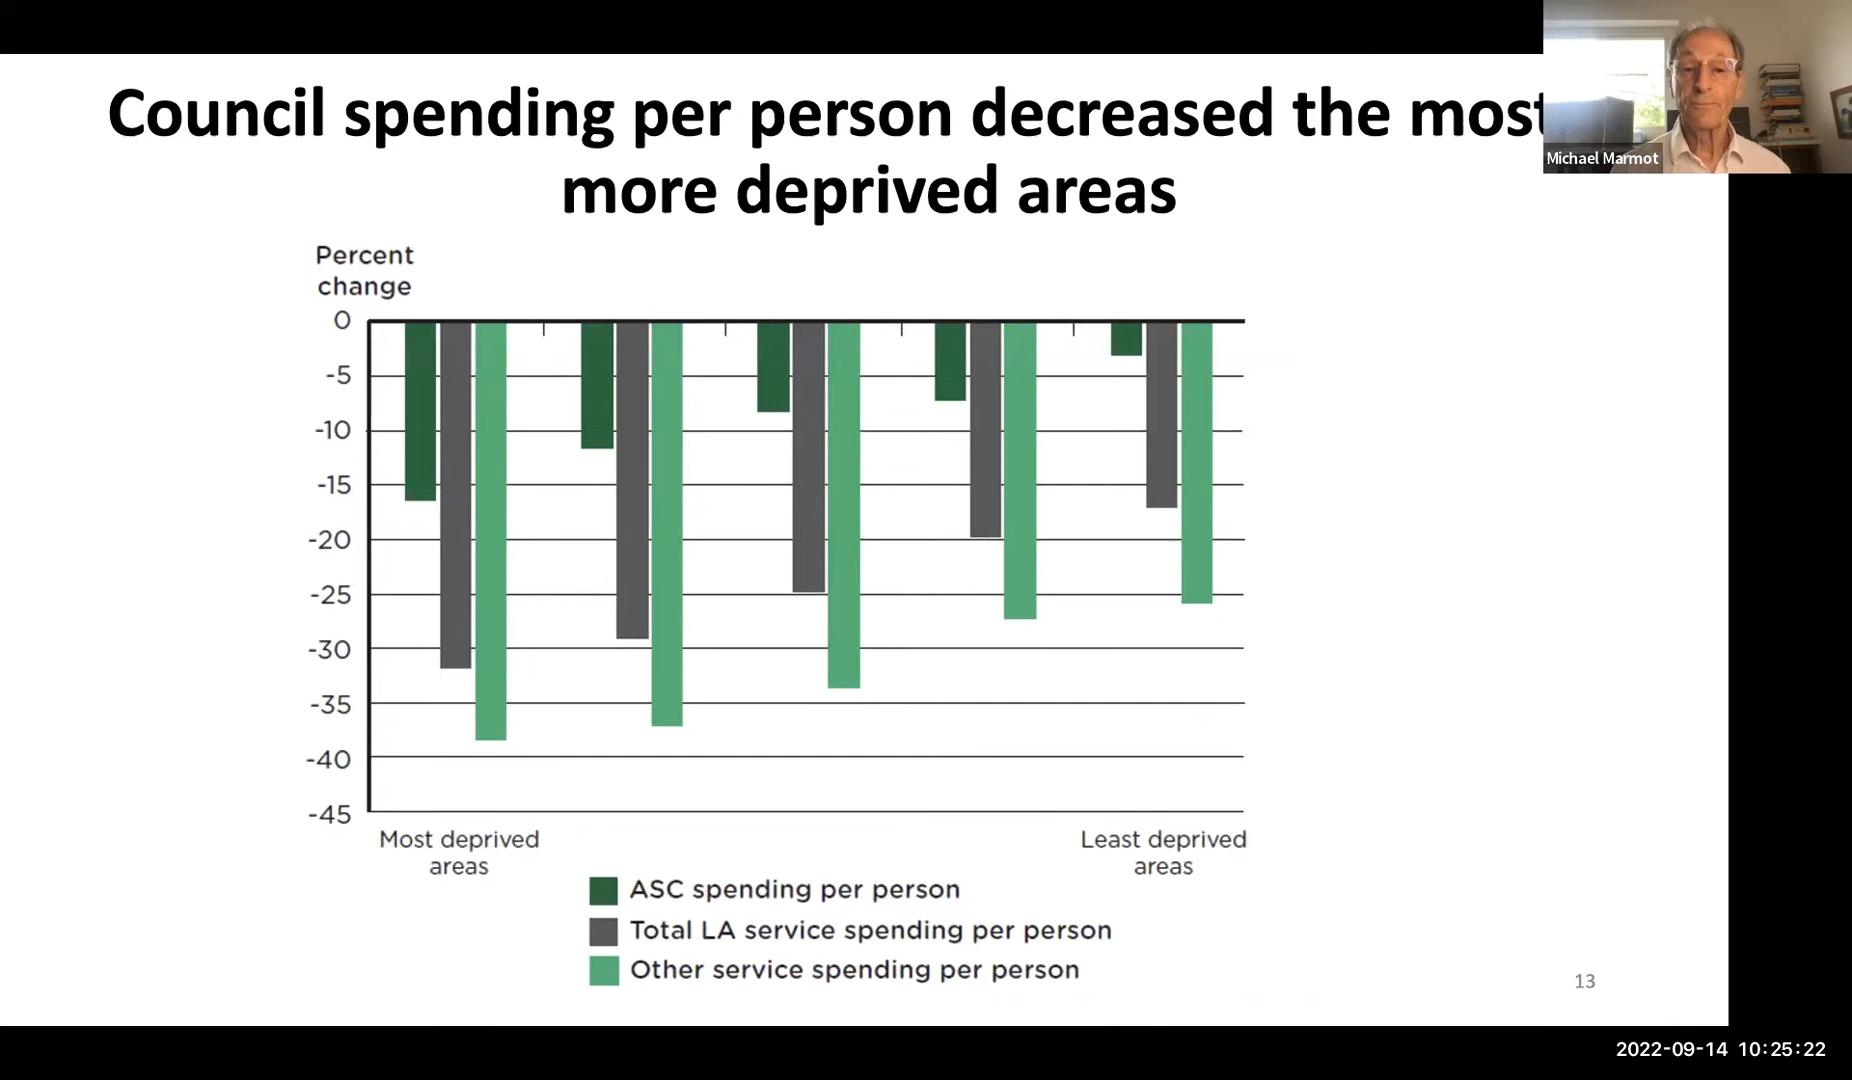 Council spending per person decreased the most
more deprived areas
Michael Marmot
Percent
change
0
-5
-10
-15
-20
-25
-30
-35
-40
-45
Most deprived
areas
Least deprived
areas
ASC spending per person
Total LA service spending per person
Other service spending per person
13
2022-09-14 10:25:22